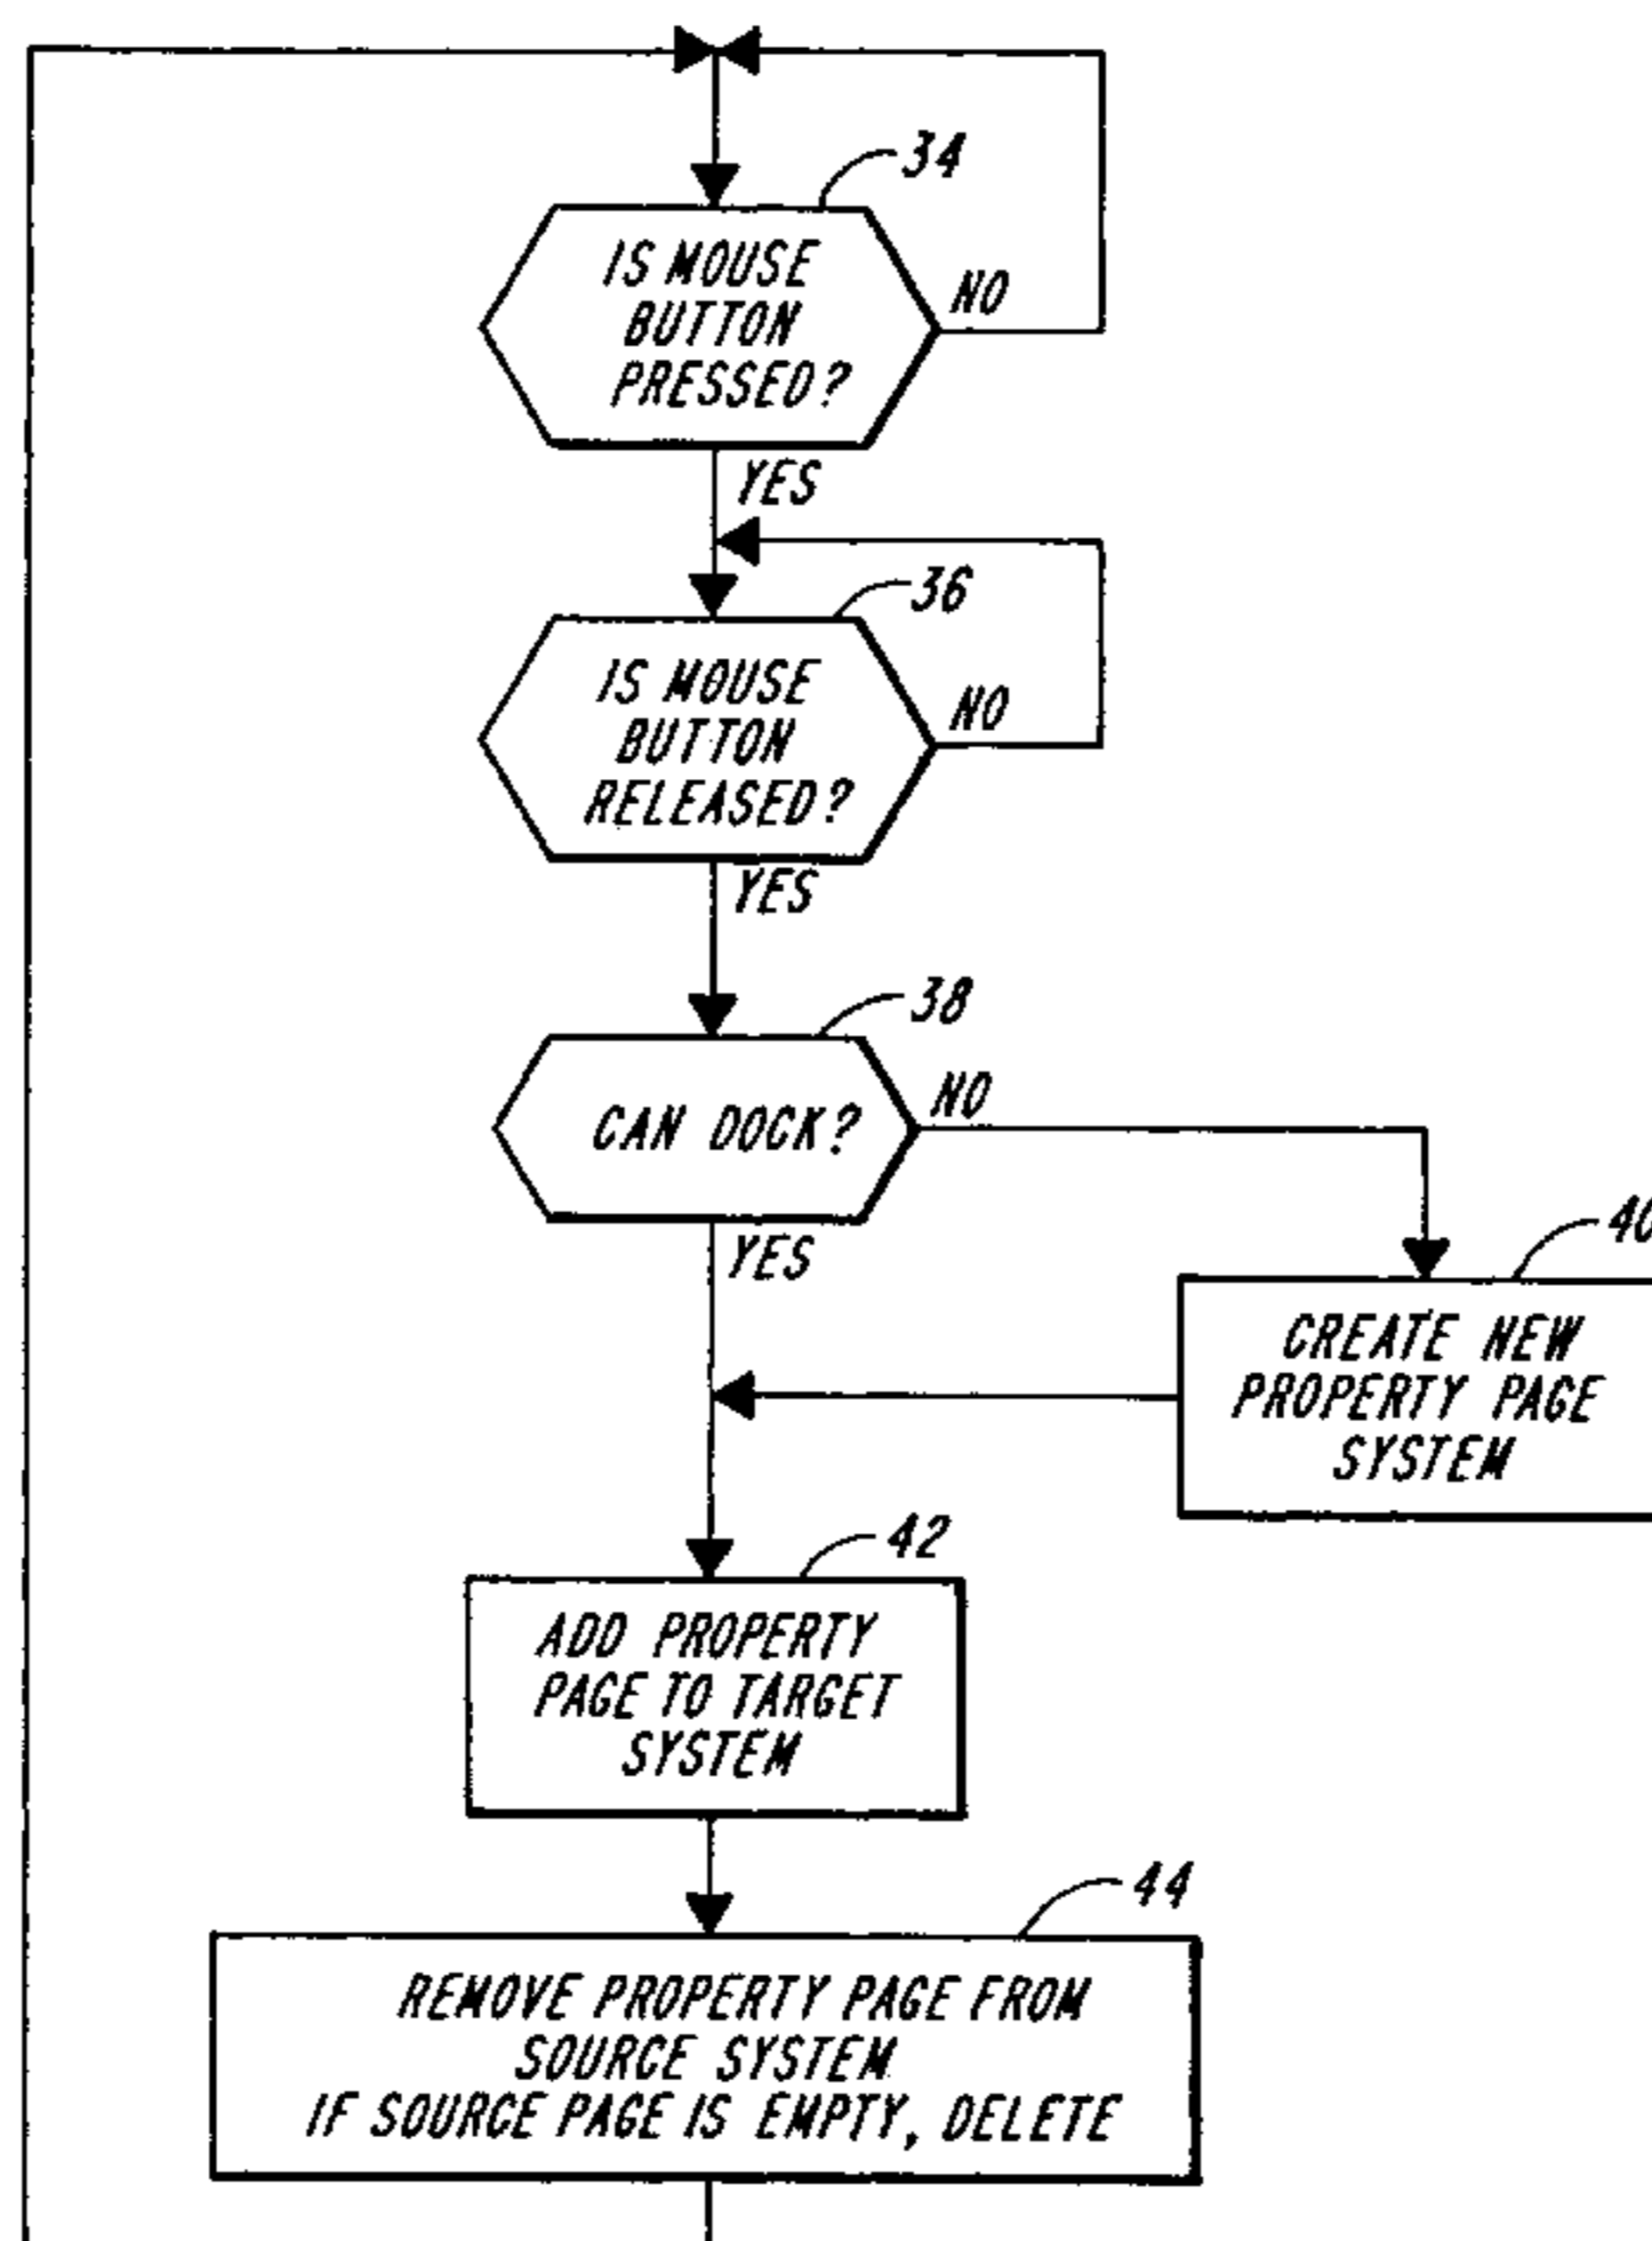 34
IS MOUSE
BUTTON
PRESSED?
NO
YES
36
IS MOUSE
BUTTON
RELEASED?
NO
YES
38
CAN DOCK?
NO
YES
40
CREATE NEW
PROPERTY PAGE
SYSTEM
42
ADD PROPERTY
PAGE TO TARGET
SYSTEM
44
REMOVE PROPERTY PAGE FROM
SOURCE SYSTEM
IF SOURCE PAGE IS EMPTY, DELETE